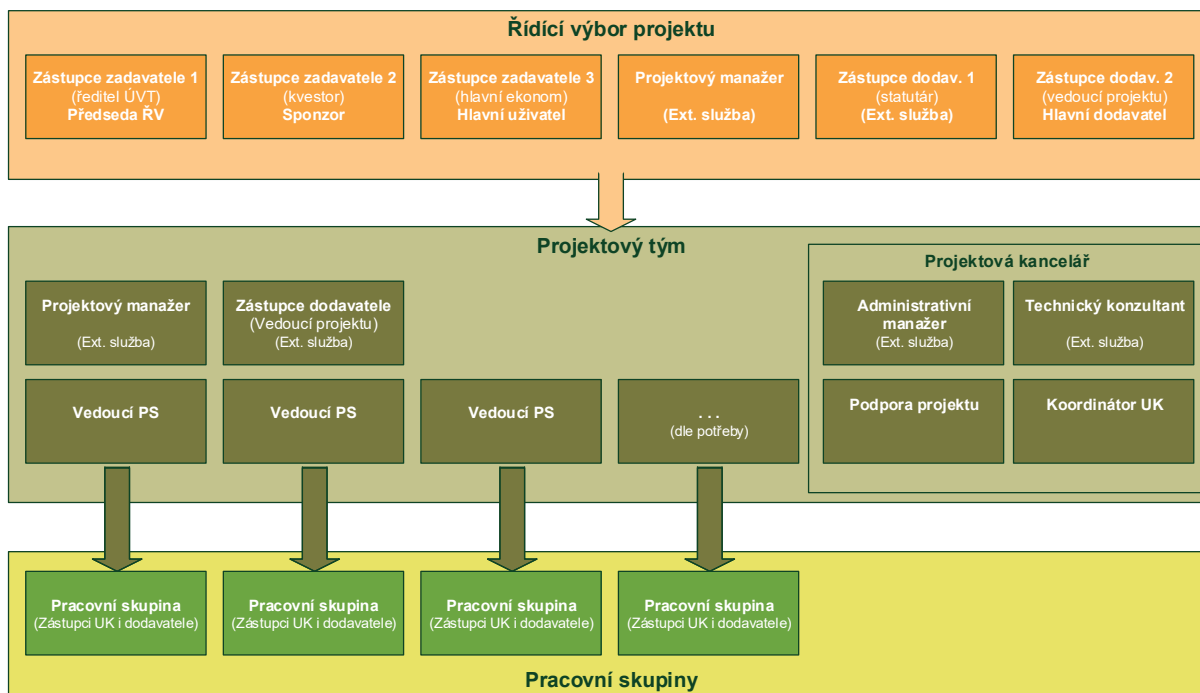 Řídící výbor projektu
Zástupce zadavatele 1
(ředitel ÚVT)
Předseda ŘV
Zástupce zadavatele 2
(kvestor)
Sponzor
Zástupce zadavatele 3
(hlavní ekonom)
Hlavní uživatel
Projektový manažer
(Ext. služba)
Zástupce dodav. 1
(statutár)
(Ext. služba)
Zástupce dodav. 2
(vedoucí projektu)
Hlavní dodavatel
Projektový tým
Projektový manažer
(Ext. služba)
Zástupce dodavatele
(Vedoucí projektu)
(Ext. služba)
Projektová kancelář
Administrativní
manažer
(Ext. služba)
Technický konzultant
(Ext. služba)
Vedoucí PS
Vedoucí PS
Vedoucí PS
. . .
(dle potřeby)
Podpora projektu
Koordinátor UK
Pracovní skupina
(Zástupci UK i dodavatele)
Pracovní skupina
(Zástupci UK i dodavatele)
Pracovní skupina
(Zástupci UK i dodavatele)
Pracovní skupina
(Zástupci UK i dodavatele)
Pracovní skupiny